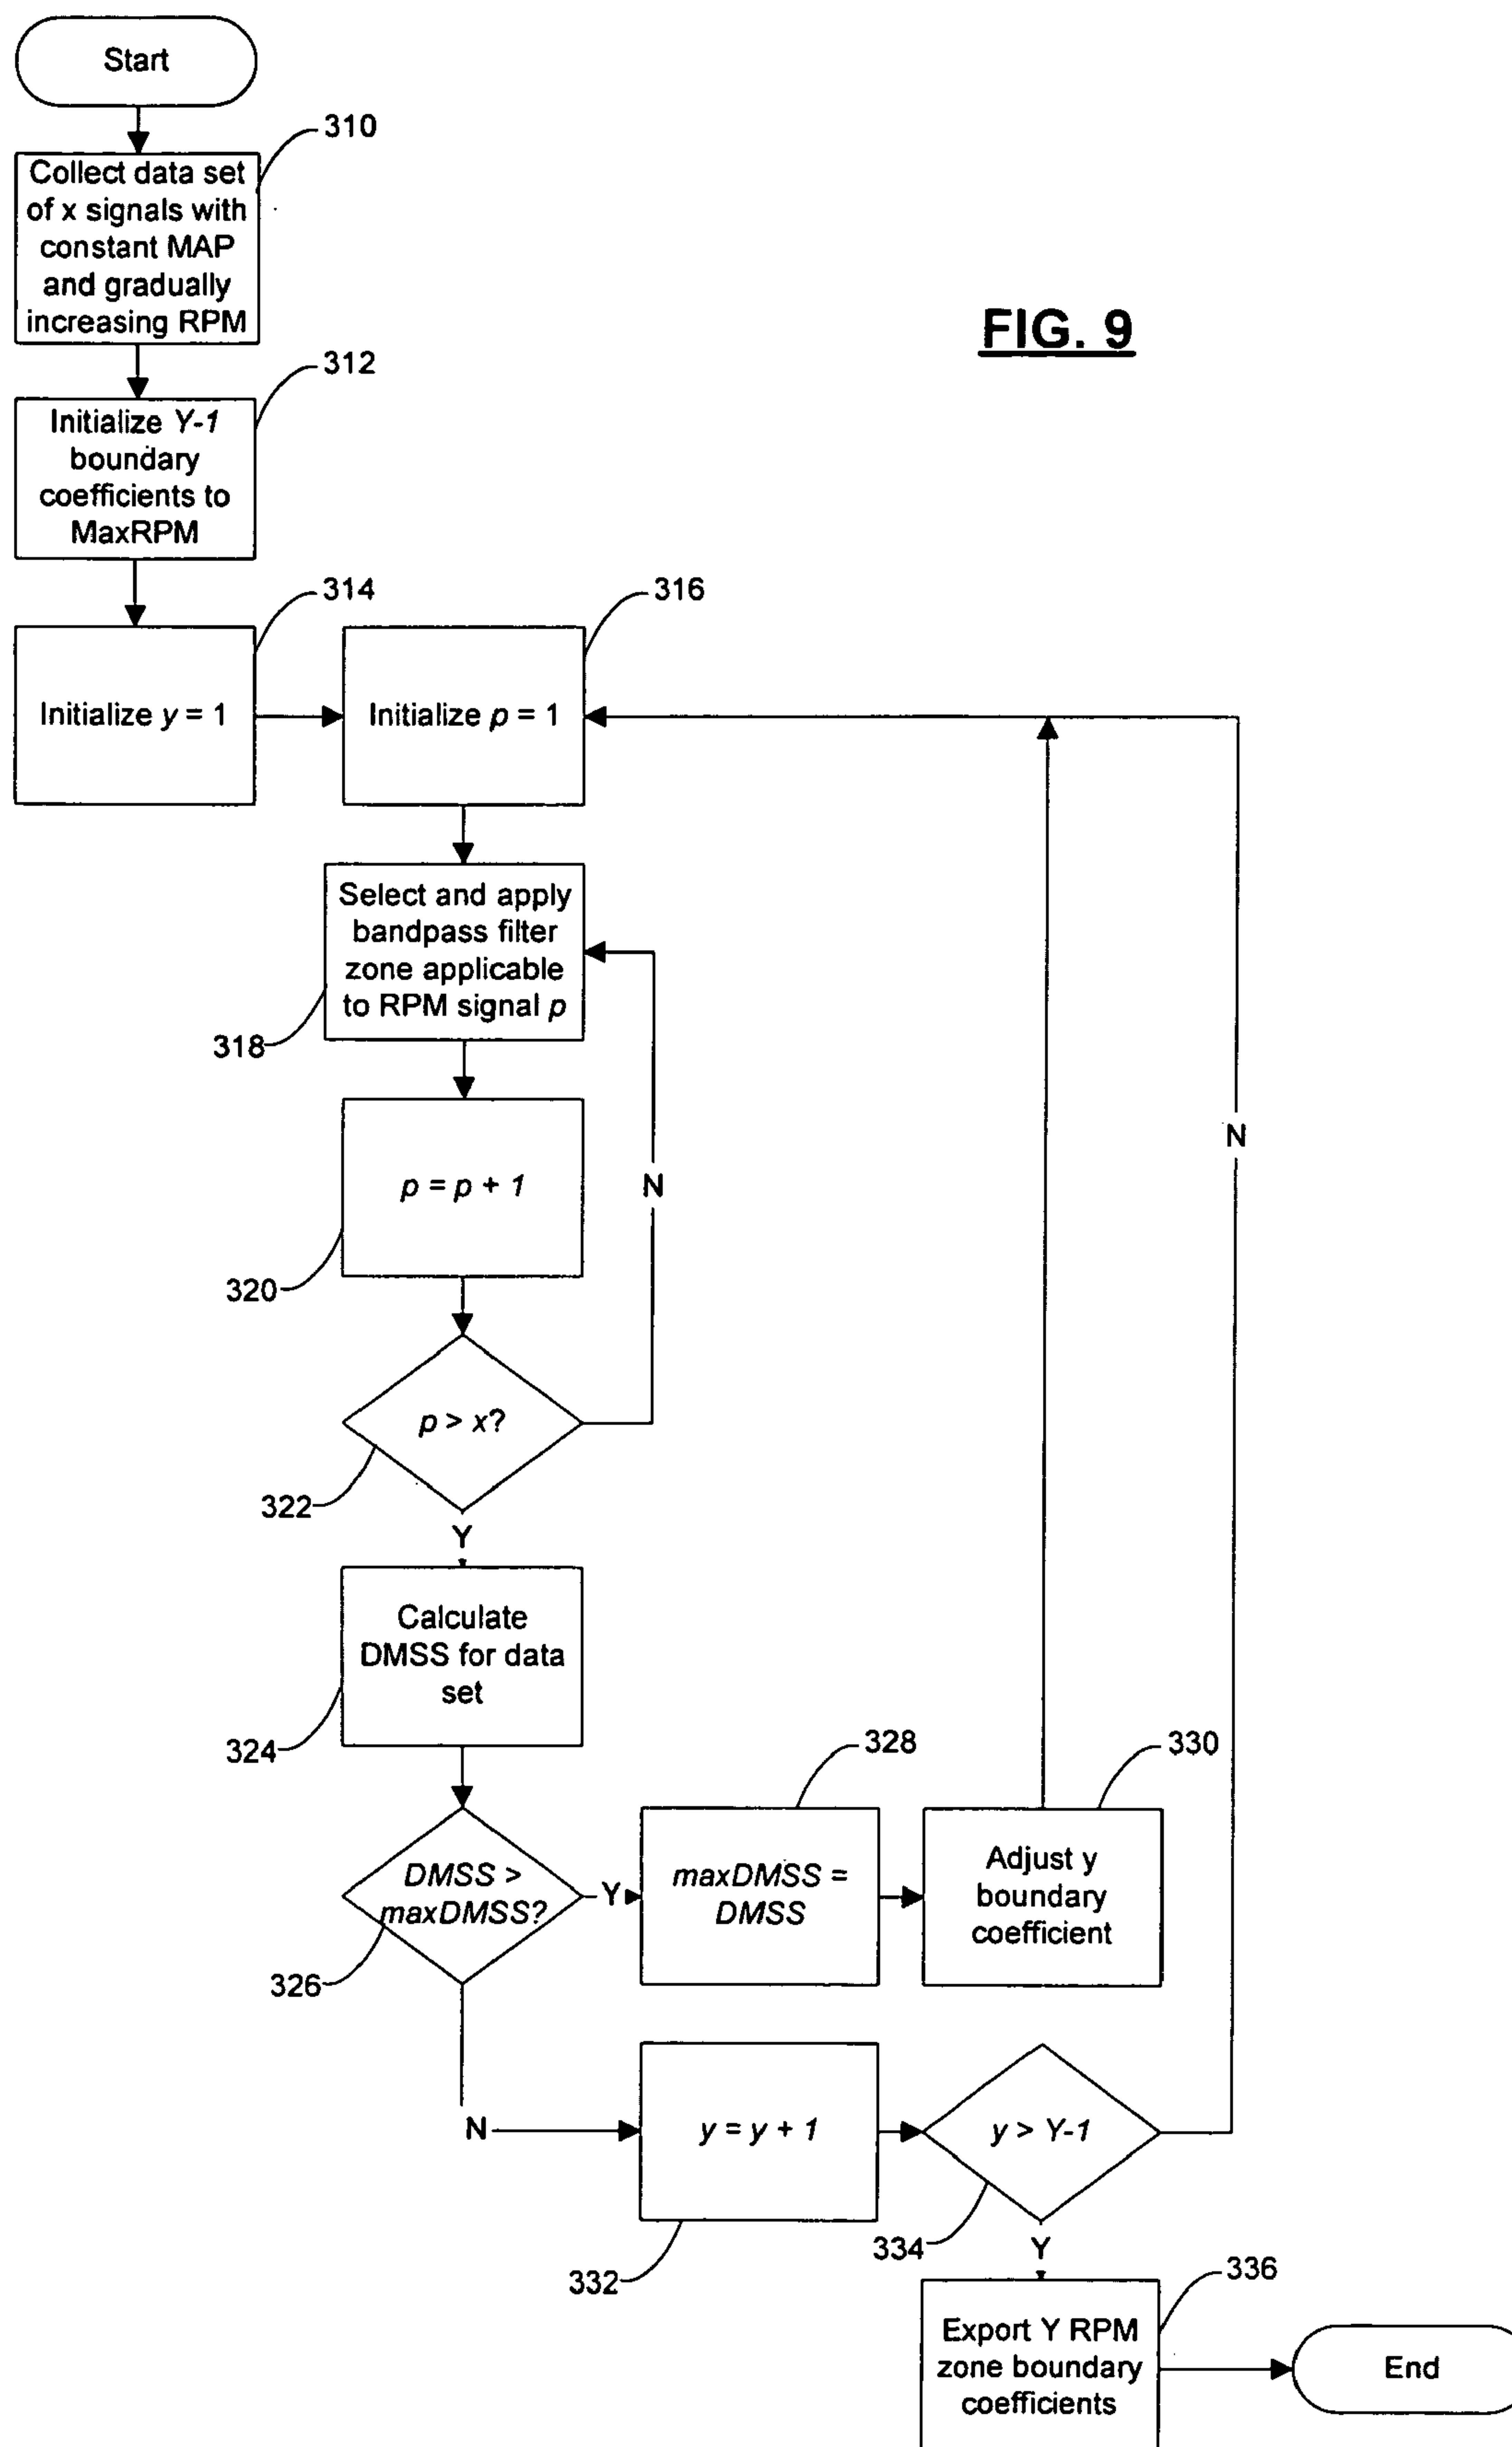 Start
310
Collect data set
of x signals with
constant MAP
and gradually
increasing RPM
FIG. 9
312
Initialize Y-1
boundary
coefficients to
MaxRPM
314
316
Initialize y = 1
Initialize p = 1
Select and apply
bandpass filter
zone applicable
to RPM signal p
318
N
p = p + 1
N
320
p > x?
322
Y
Calculate
DMSS for data
set
324
328
330
DMSS >
maxDMSS?
Y
maxDMSS =
DMSS
Adjust y
boundary
coefficient
326
N
y = y + 1
y > Y-1
334
Y
332
336
Export Y RPM
zone boundary
coefficients
End